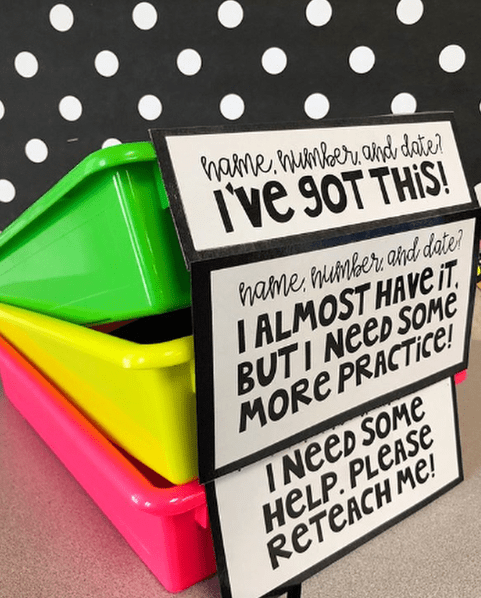 name, number, and date?
I'VE GOT THIS!
name, number, and date?
I ALMOST HAVE IT,
BUT I NEED SOME
MORE PRACTICE!
I NEED SOME
HELP. PLEASE
RETEACH ME!